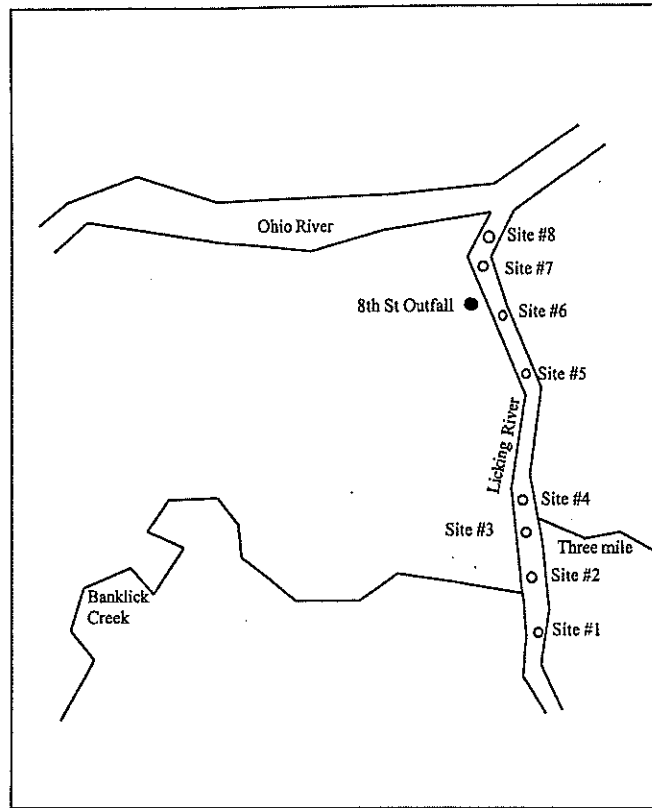 Ohio River
Site #8
Site #7
8th St Outfall
Site #6
Site #5
Licking River
Site #4
Site #3
Three mile
Site #2
Banklick
Creek
Site #1